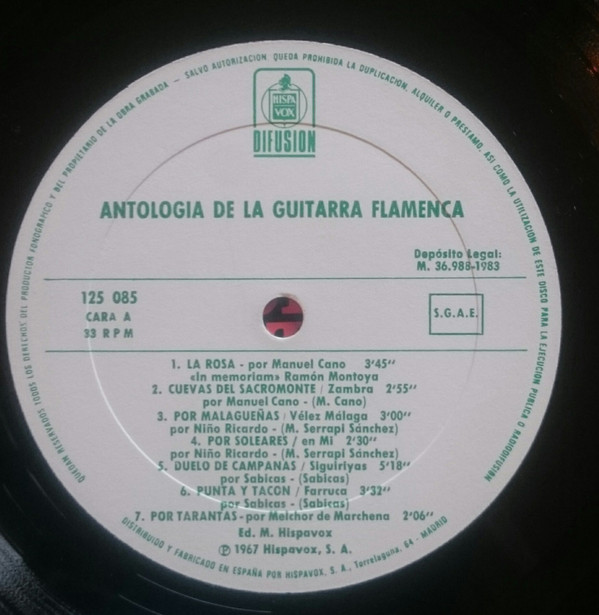 QUEDAN RESERVADOS TODOS LOS DERECHOS DEL PRODUCTOR FONOGRAFICO Y DEL PROPIETARIO DE LA OBRA GRABADA - SALVO AUTORIZACION, QUEDA PROHIBIDA LA DUPLICACION, ALQUILER O PRESTAMO, ASI COMO LA UTILIZACION DE ESTE DISCO PARA LA EJECUCION PUBLICA O RADIODIFUSION
HISPA
VOX
DIFUSION
ANTOLOGIA DE LA GUITARRA FLAMENCA
Depósito Legal:
M. 36.988-1983
125 085
CARA A
33 RPM
S.G.A.E.
1. LA ROSA - por Manuel Cano 3'45''
«In memoriam» Ramón Montoya
2. CUEVAS DEL SACROMONTE / Zambra 2'55''
por Manuel Cano - (M. Cano)
3. POR MALAGUEÑAS / Vélez Málaga 3'00''
por Niño Ricardo - (M. Serrapi Sánchez)
4. POR SOLEARES / en Mi 2'30''
por Niño Ricardo - (M. Serrapi Sánchez)
5. DUELO DE CAMPANAS / Siguiriyas 5'18''
por Sabicas - (Sabicas)
6. PUNTA Y TACON / Farruca 3'32''
por Sabicas - (Sabicas)
7. POR TARANTAS - por Melchor de Marchena 2'06''
Ed. M. Hispavox
Ⓟ 1967 Hispavox, S. A.
DISTRIBUIDO Y FABRICADO EN ESPAÑA POR HISPAVOX, S. A., Torrelaguna, 64 - MADRID